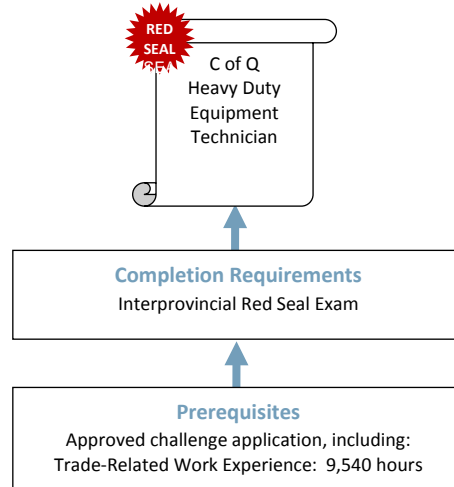 RED
SEAL
SEA
C of Q
Heavy Duty
Equipment
Technician
Completion Requirements
Interprovincial Red Seal Exam
Prerequisites
Approved challenge application, including:
Trade-Related Work Experience: 9,540 hours